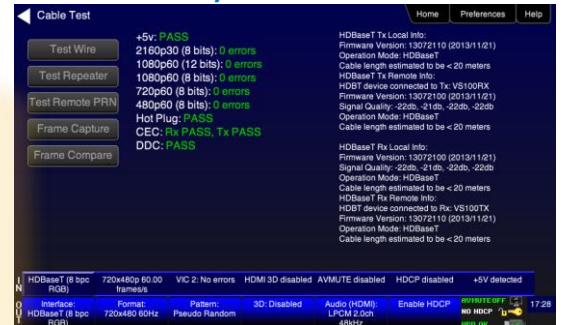 Cable Test
Home
Preferences
Help
Test Wire
Test Repeater
Test Remote PRN
Frame Capture
Frame Compare
+5v: PASS
2160p30 (8 bits): 0 errors
1080p60 (12 bits): 0 errors
1080p60 (8 bits): 0 errors
720p60 (8 bits): 0 errors
480p60 (8 bits): 0 errors
Hot Plug: PASS
CEC: Rx PASS, Tx PASS
DDC: PASS
HDBaseT Tx Local Info:
Firmware Version: 13072110 (2013/11/21)
Operation Mode: HDBaseT
Cable length estimated to be < 20 meters
HDBaseT Tx Remote Info:
HDBT device connected to Tx: VS100RX
Firmware Version: 13072100 (2013/11/21)
Signal Quality: -22db, -21db, -22db, -22db
Operation Mode: HDBaseT
Cable length estimated to be < 20 meters
HDBaseT Rx Local Info:
Firmware Version: 13072100 (2013/11/21)
Signal Quality: -22db, -21db, -22db, -22db
Operation Mode: HDBaseT
Cable length estimated to be < 20 meters
HDBaseT Rx Remote Info:
HDBT device connected to Rx: VS100TX
Firmware Version: 13072110 (2013/11/21)
Operation Mode: HDBaseT
Cable length estimated to be < 20 meters
IN
HDBaseT (8 bpc RGB)
720x480p 60.00 frames/s
VIC 2: No errors
HDMI 3D disabled
AVMUTE disabled
HDCP disabled
+5V detected
OUT
Interface: HDBaseT (8 bpc RGB)
Format: 720x480 60Hz
Pattern: Pseudo Random
3D: Disabled
Audio (HDMI): LPCM 2.0ch 48kHz
Enable HDCP
AVMUTE OFF
NO HDCP
17:28